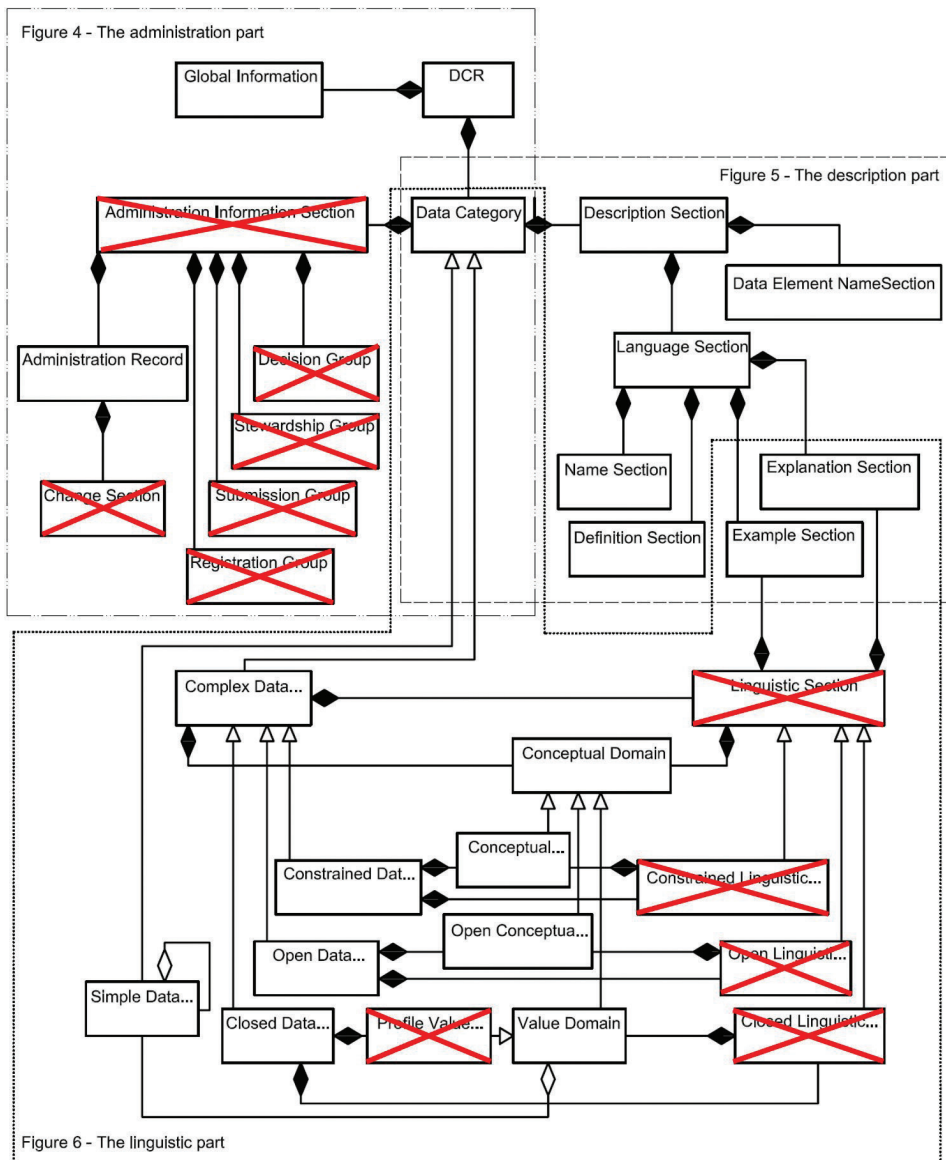 Figure 4 - The administration part
Global Information
DCR
Figure 5 - The description part
Administration Information Section
Data Category
Description Section
Data Element NameSection
Administration Record
Decision Group
Language Section
Stewardship Group
Change Section
Submission Group
Name Section
Explanation Section
Registration Group
Definition Section
Example Section
Complex Data...
Linguistic Section
Conceptual Domain
Conceptual...
Constrained Dat...
Constrained Linguistic...
Open Conceptua...
Open Data...
Open Linguisti...
Simple Data...
Closed Data...
Profile Value...
Value Domain
Closed Linguistic...
Figure 6 - The linguistic part